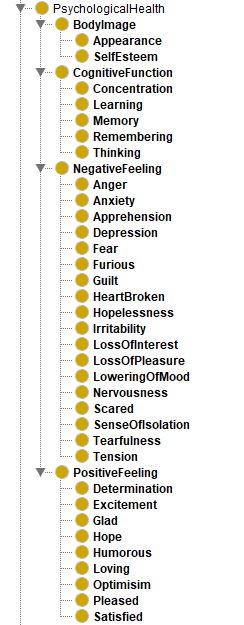 PsychologicalHealth
BodyImage
Appearance
SelfEsteem
CognitiveFunction
Concentration
Learning
Memory
Remembering
Thinking
NegativeFeeling
Anger
Anxiety
Apprehension
Depression
Fear
Furious
Guilt
HeartBroken
Hopelessness
Irritability
LossOfInterest
LossOfPleasure
LoweringOfMood
Nervousness
Scared
SenseOfIsolation
Tearfulness
Tension
PositiveFeeling
Determination
Excitement
Glad
Hope
Humorous
Loving
Optimisim
Pleased
Satisfied